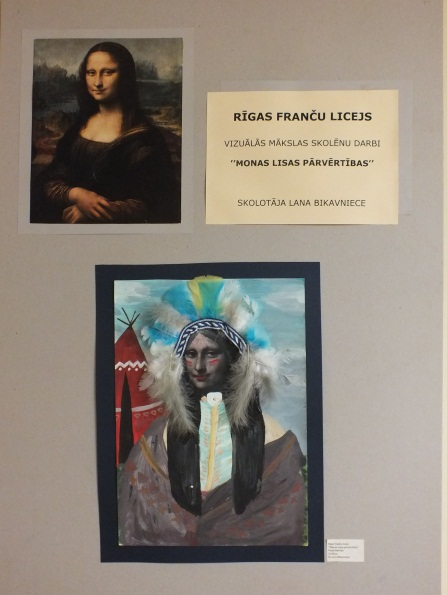 RĪGAS FRANČU LICEJS
VIZUĀLĀS MĀKSLAS SKOLĒNU DARBI
"MONAS LISAS PĀRVĒRTĪBAS"
SKOLOTĀJA LANA BIKAVNIECE